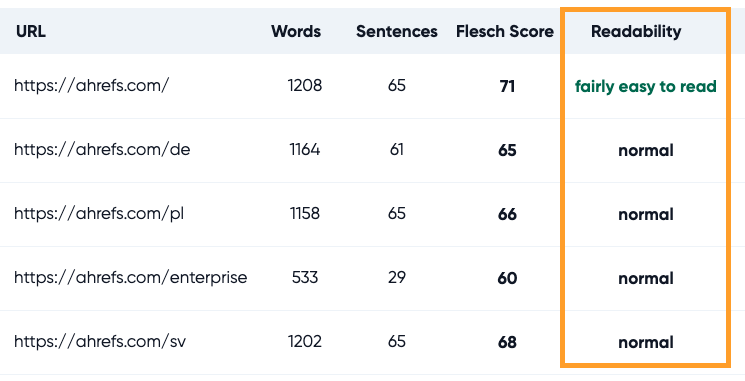 URL Words Sentences Flesch Score Readability
https://ahrefs.com/ 1208 65 71 fairly easy to read
https://ahrefs.com/de 1164 61 65 normal
https://ahrefs.com/pl 1158 65 66 normal
https://ahrefs.com/enterprise 533 29 60 normal
https://ahrefs.com/sv 1202 65 68 normal